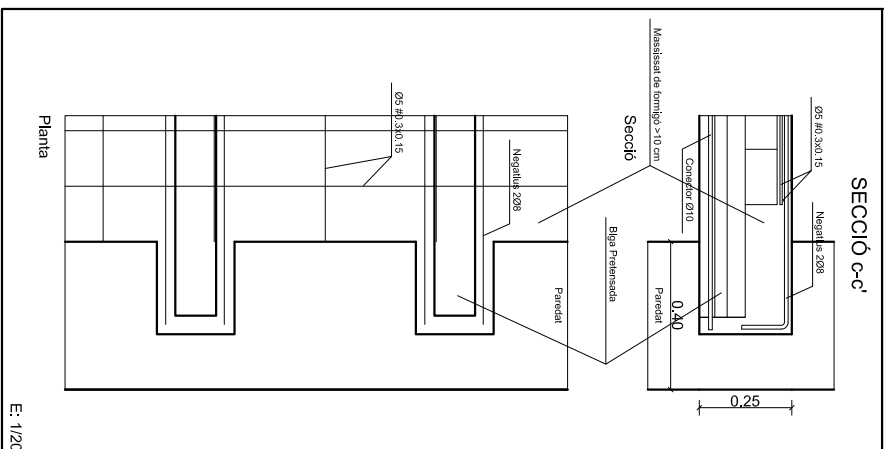 SECCIÓ c-c'
Ø5 #0.3x0.15
Negatius 2Ø8
Massissat de formigó >10 cm
Conector Ø10
Secció
Paredat
0.40
0.25
Biga Pretensada
Ø5 #0.3x0.15
Negatius 2Ø8
Paredat
Planta
E: 1/20